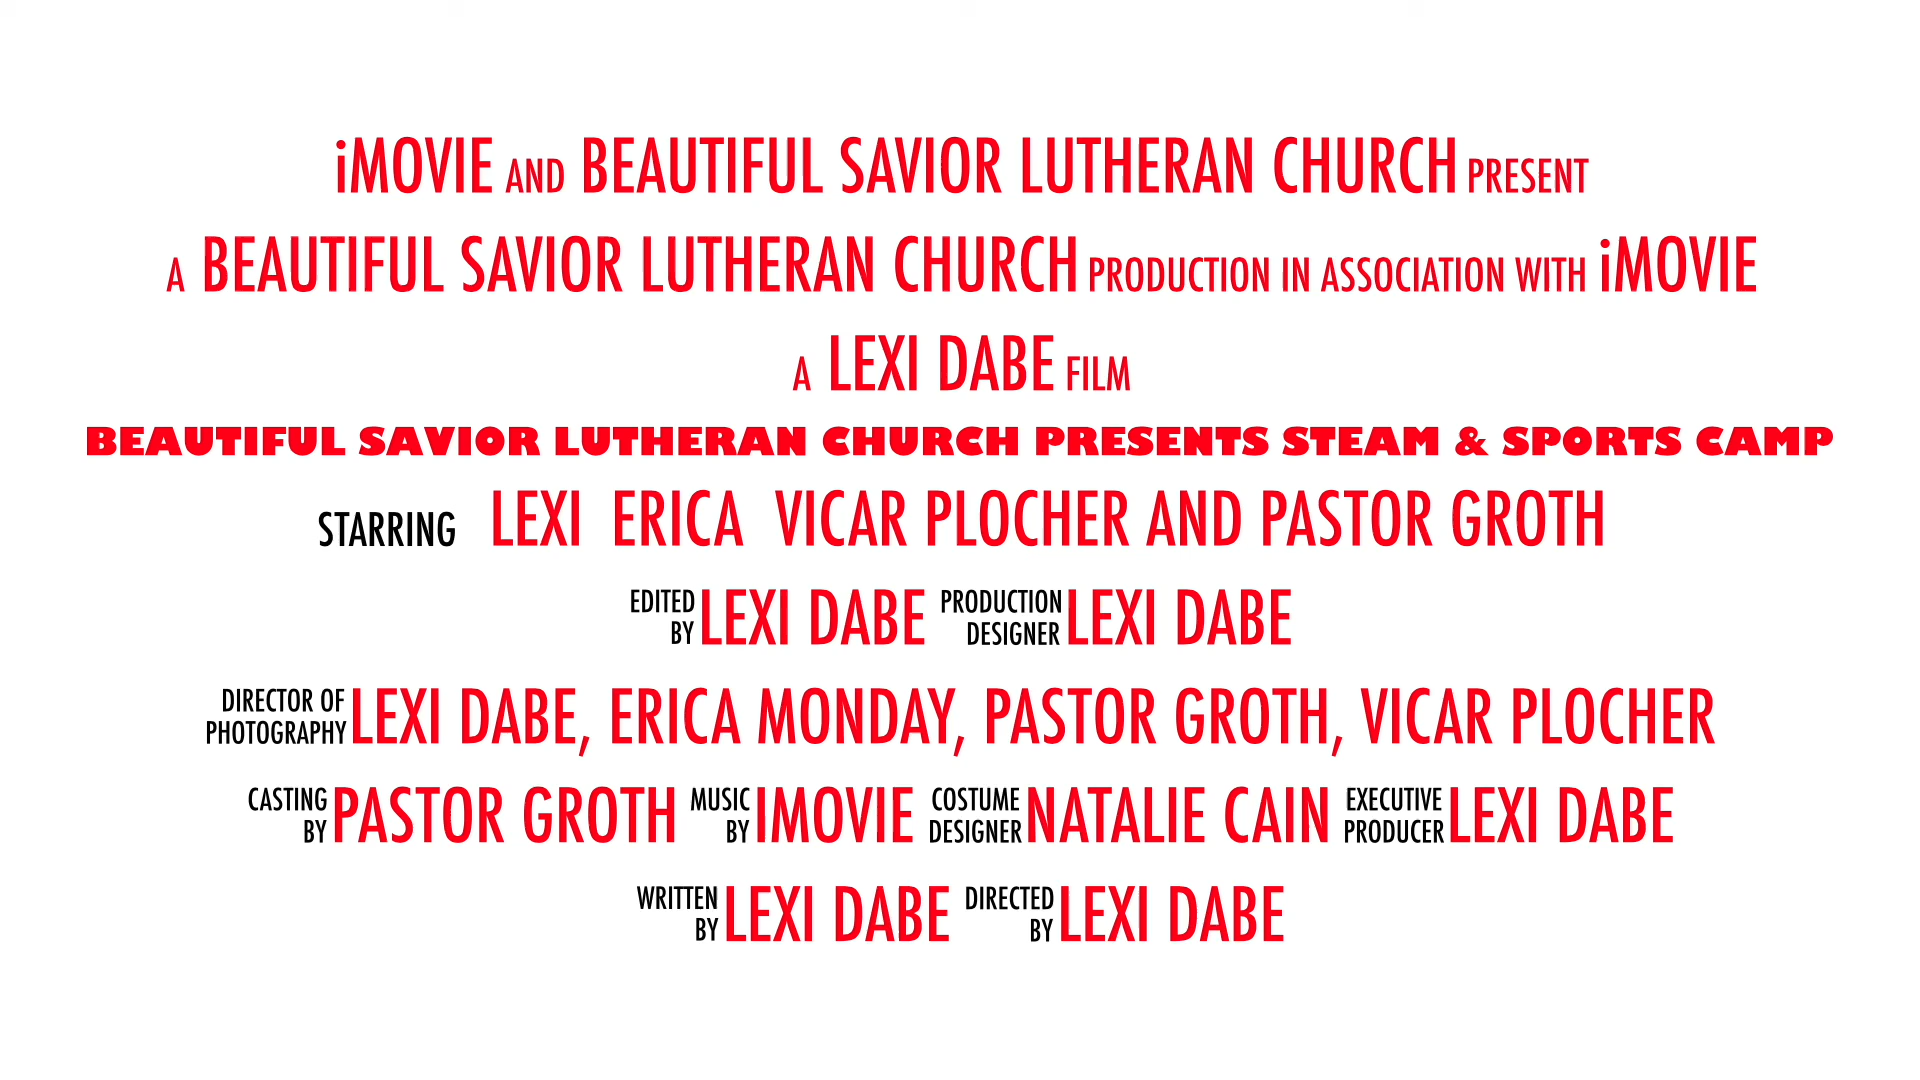 iMOVIE AND BEAUTIFUL SAVIOR LUTHERAN CHURCH PRESENT
A BEAUTIFUL SAVIOR LUTHERAN CHURCH PRODUCTION IN ASSOCIATION WITH iMOVIE
A LEXI DABE FILM
BEAUTIFUL SAVIOR LUTHERAN CHURCH PRESENTS STEAM & SPORTS CAMP
STARRING LEXI ERICA VICAR PLOCHER AND PASTOR GROTH
EDITED BY LEXI DABE PRODUCTION DESIGNER LEXI DABE
DIRECTOR OF PHOTOGRAPHY LEXI DABE, ERICA MONDAY, PASTOR GROTH, VICAR PLOCHER
CASTING BY PASTOR GROTH MUSIC BY IMOVIE COSTUME DESIGNER NATALIE CAIN EXECUTIVE PRODUCER LEXI DABE
WRITTEN BY LEXI DABE DIRECTED BY LEXI DABE